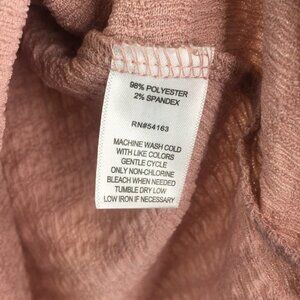 98% POLYESTER
2% SPANDEX
RN#54163
MACHINE WASH COLD
WITH LIKE COLORS
GENTLE CYCLE
ONLY NON-CHLORINE
BLEACH WHEN NEEDED
TUMBLE DRY LOW
LOW IRON IF NECESSARY